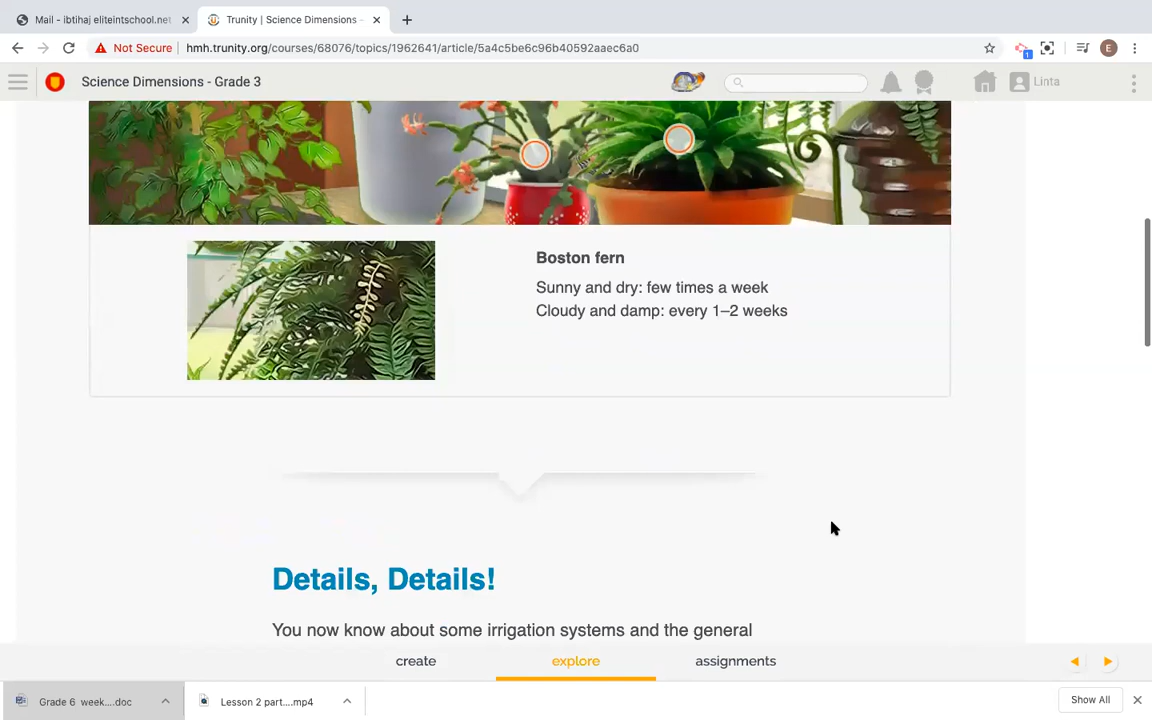 Mail - ibtihaj eliteintschool.net
Trunity | Science Dimensions -
Not Secure
hmh.trunity.org/courses/68076/topics/1962641/article/5a4c5be6c96b40592aaec6a0
1
E
Science Dimensions - Grade 3
Linta
Boston fern
Sunny and dry: few times a week
Cloudy and damp: every 1–2 weeks
Details, Details!
You now know about some irrigation systems and the general
create
explore
assignments
Grade 6 week....doc
Lesson 2 part....mp4
Show All